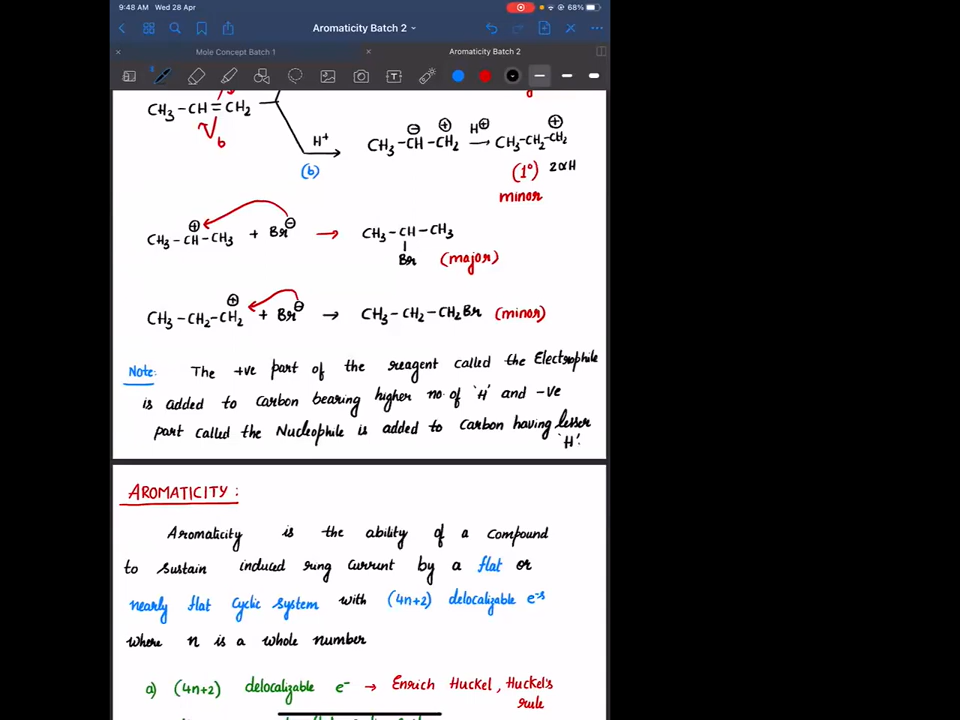 9:48 AM Wed 28 Apr
68%
Aromaticity Batch 2
Mole Concept Batch 1
Aromaticity Batch 2
CH₃-CH=CH₂
b
H⁺
(b)
CH₃-CH⊖-CH₂⊕ H⊕→ CH₃-CH₂-CH₂⊕
(1°) 2αH
minor
CH₃-CH⊕-CH₃ + Br⊖ → CH₃-CH-CH₃
Br (major)
CH₃-CH₂-CH₂⊕ + Br⊖ → CH₃-CH₂-CH₂Br (minor)
Note: The +ve part of the reagent called the Electrophile
is added to carbon bearing higher no. of 'H' and -ve
part called the Nucleophile is added to carbon having lesser
'H'.
AROMATICITY:
Aromaticity is the ability of a compound
to sustain induced ring current by a flat or
nearly flat cyclic system with (4n+2) delocalizable e⁻s
where n is a whole number
a) (4n+2) delocalizable e⁻ → Enrich Huckel, Huckel's
rule